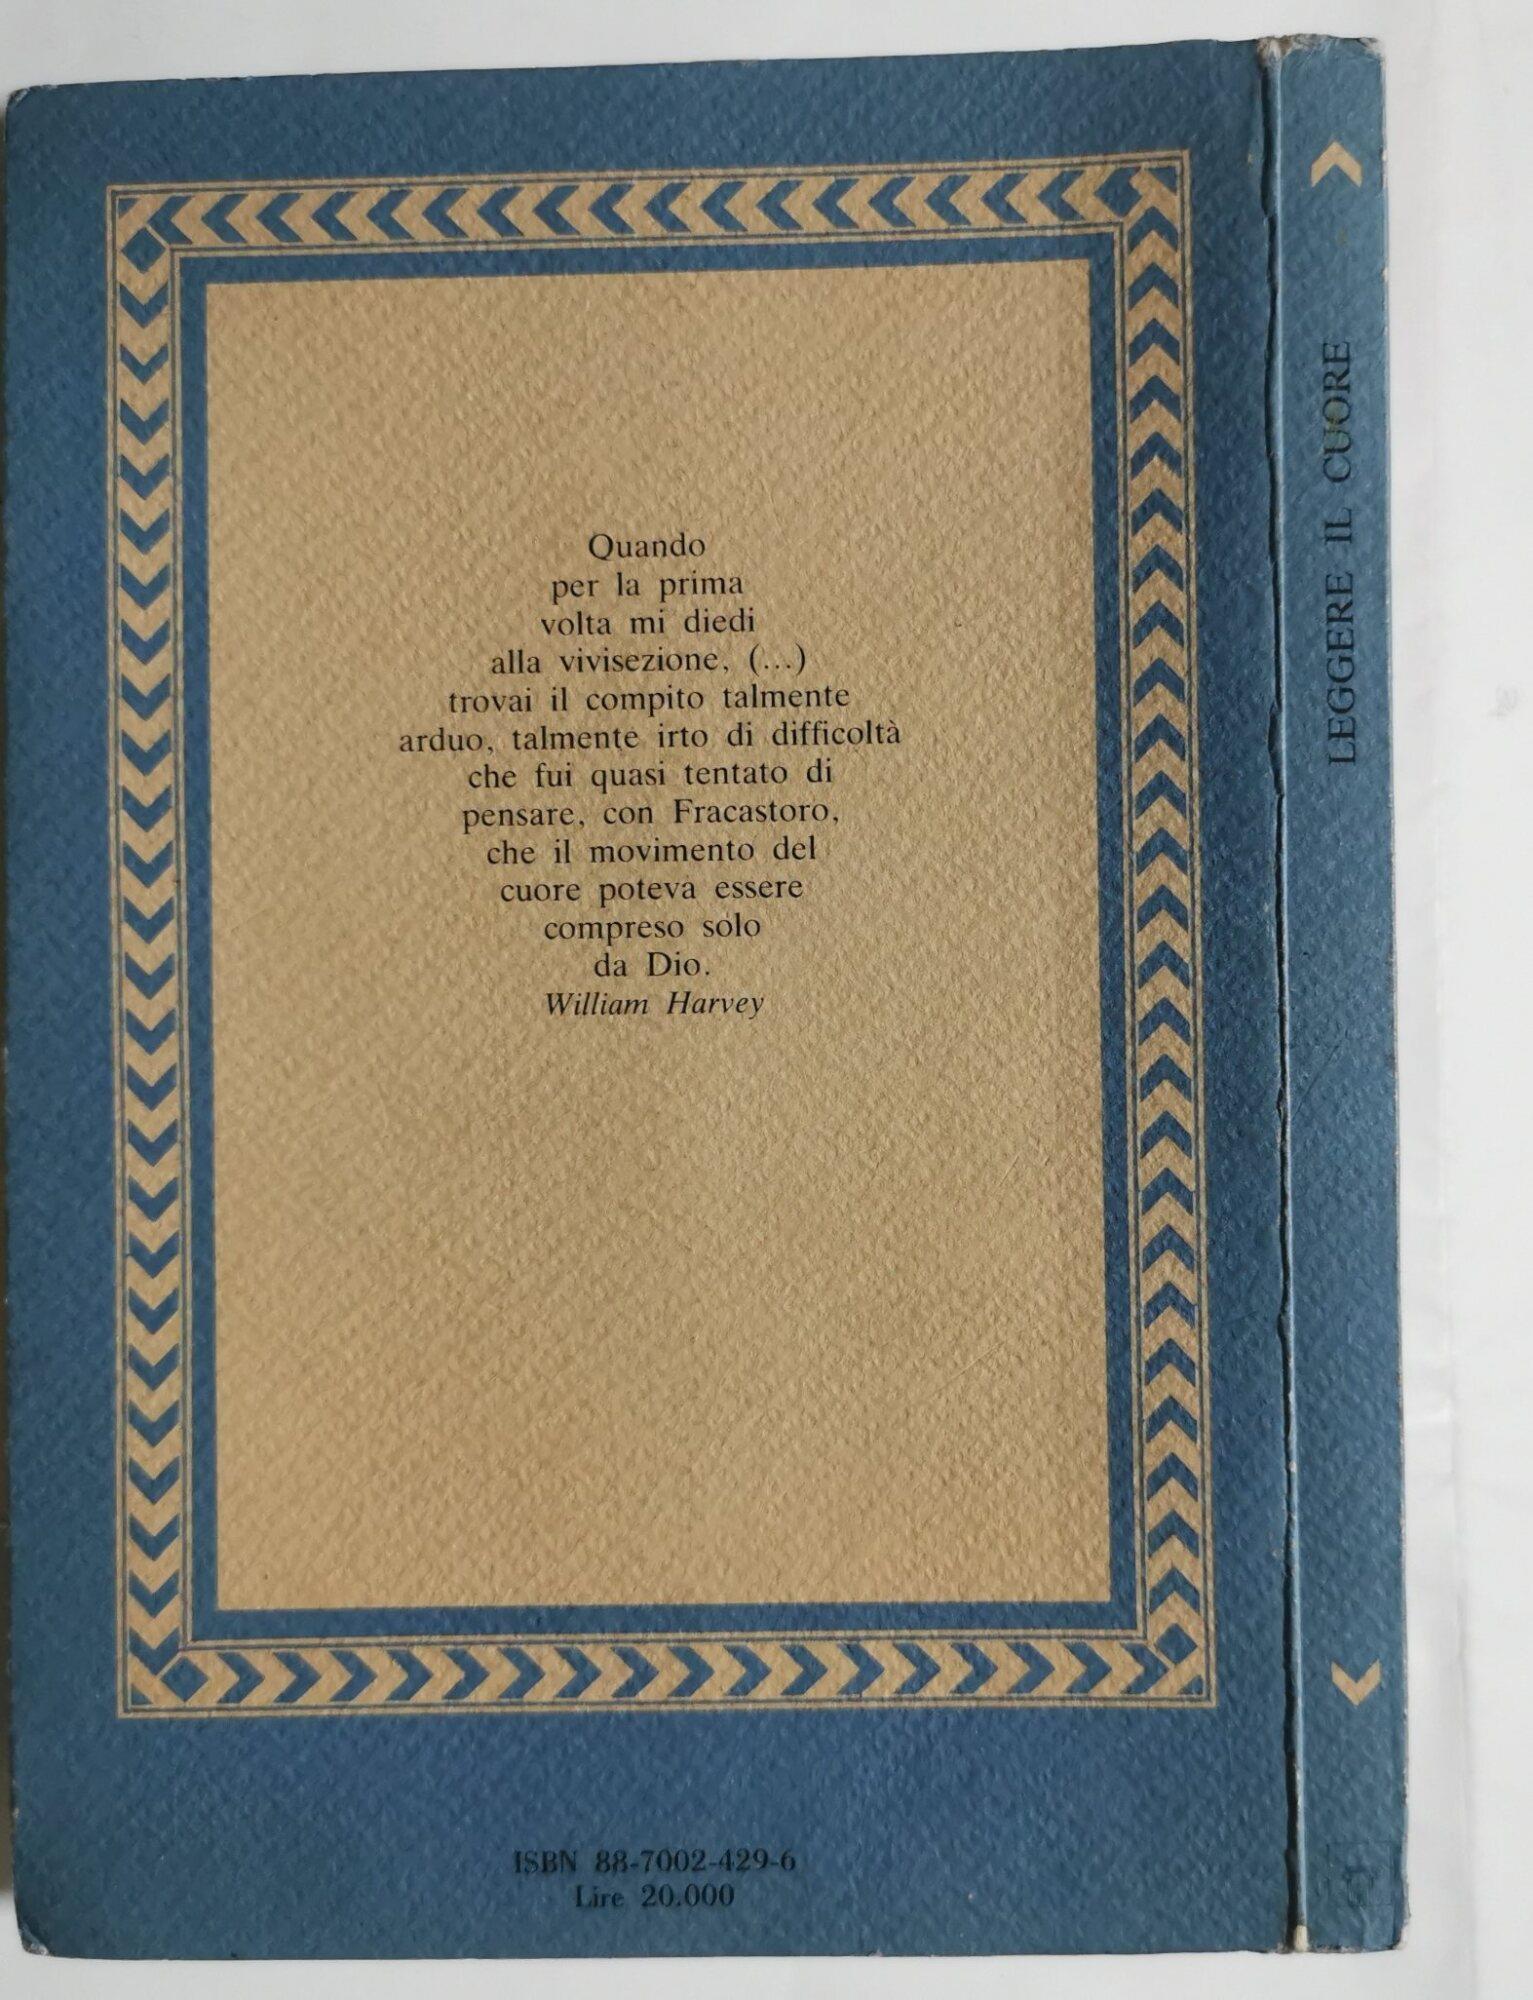 Quando
per la prima
volta mi diedi
alla vivisezione, (...)
trovai il compito talmente
arduo, talmente irto di difficoltà
che fui quasi tentato di
pensare, con Fracastoro,
che il movimento del
cuore poteva essere
compreso solo
da Dio.
William Harvey
ISBN 88-7002-429-6
Lire 20.000
LEGGERE IL CUORE